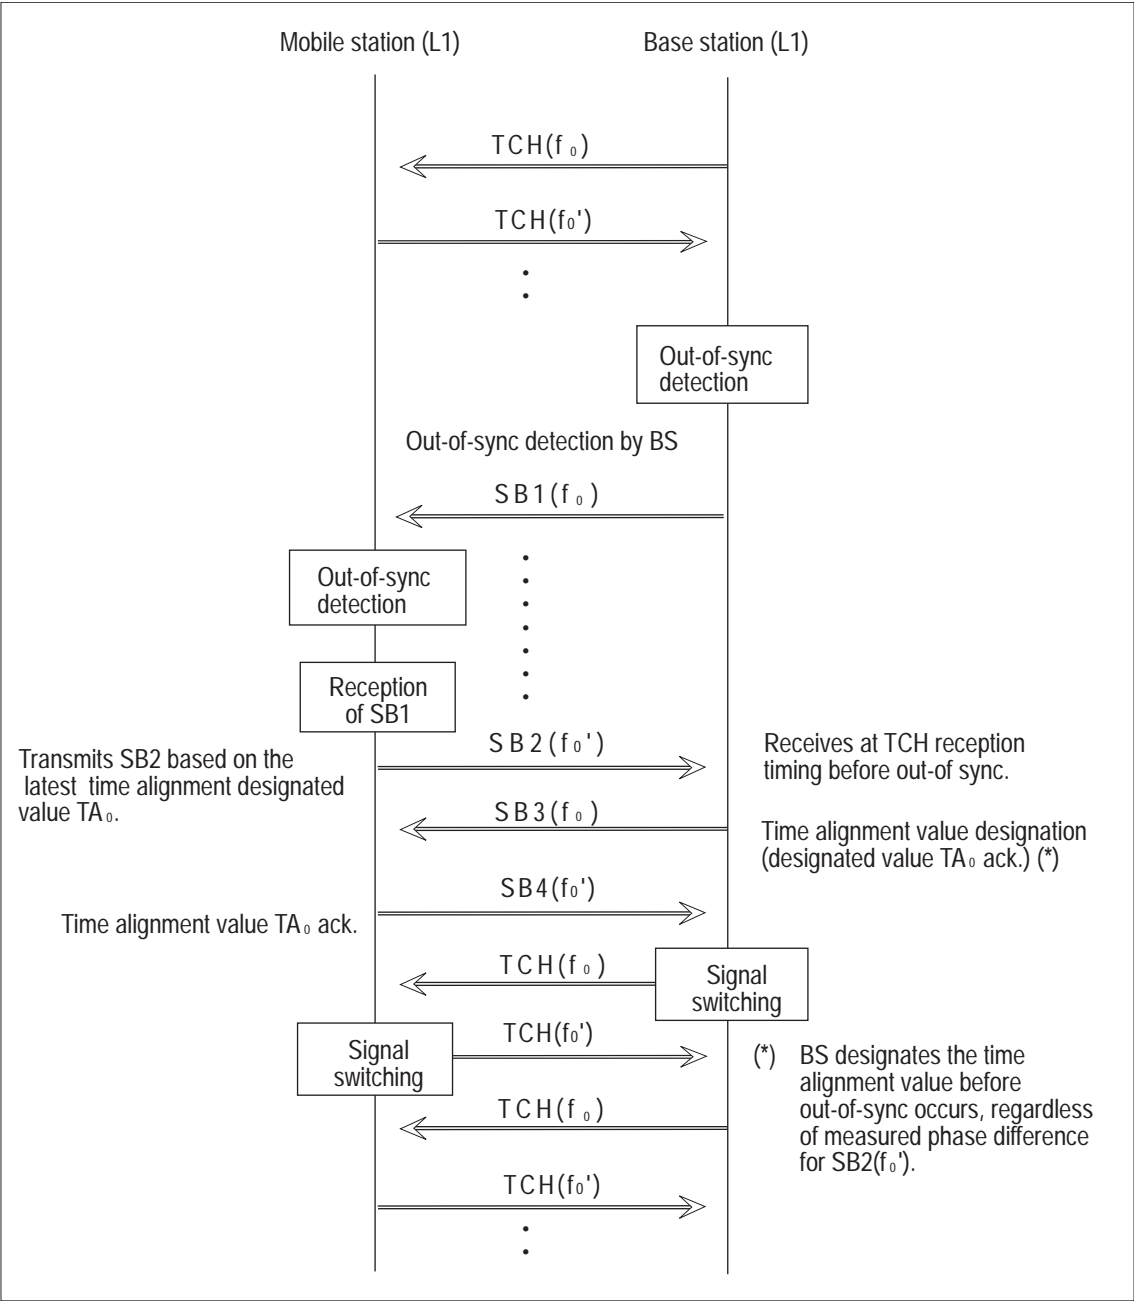 Mobile station (L1)
Base station (L1)
TCH(f₀)
TCH(f₀')
Out-of-sync
detection
Out-of-sync detection by BS
SB1(f₀)
Out-of-sync
detection
Reception
of SB1
SB2(f₀')
Transmits SB2 based on the
latest time alignment designated
value TA₀.
Receives at TCH reception
timing before out-of sync.
SB3(f₀)
Time alignment value designation
(designated value TA₀ ack.) (*)
SB4(f₀')
Time alignment value TA₀ ack.
TCH(f₀)
Signal
switching
TCH(f₀')
Signal
switching
(*) BS designates the time
alignment value before
out-of-sync occurs, regardless
of measured phase difference
for SB2(f₀').
TCH(f₀)
TCH(f₀')